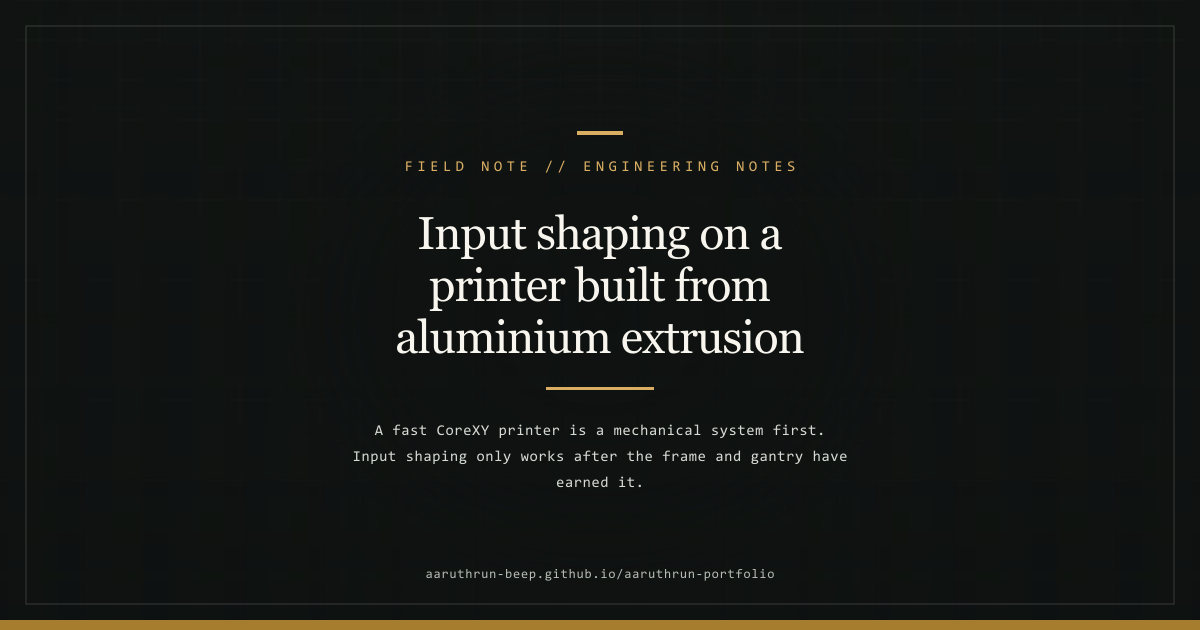 FIELD NOTE // ENGINEERING NOTES
Input shaping on a
printer built from
aluminium extrusion
A fast CoreXY printer is a mechanical system first.
Input shaping only works after the frame and gantry have
earned it.
aaruthrun-beep.github.io/aaruthrun-portfolio